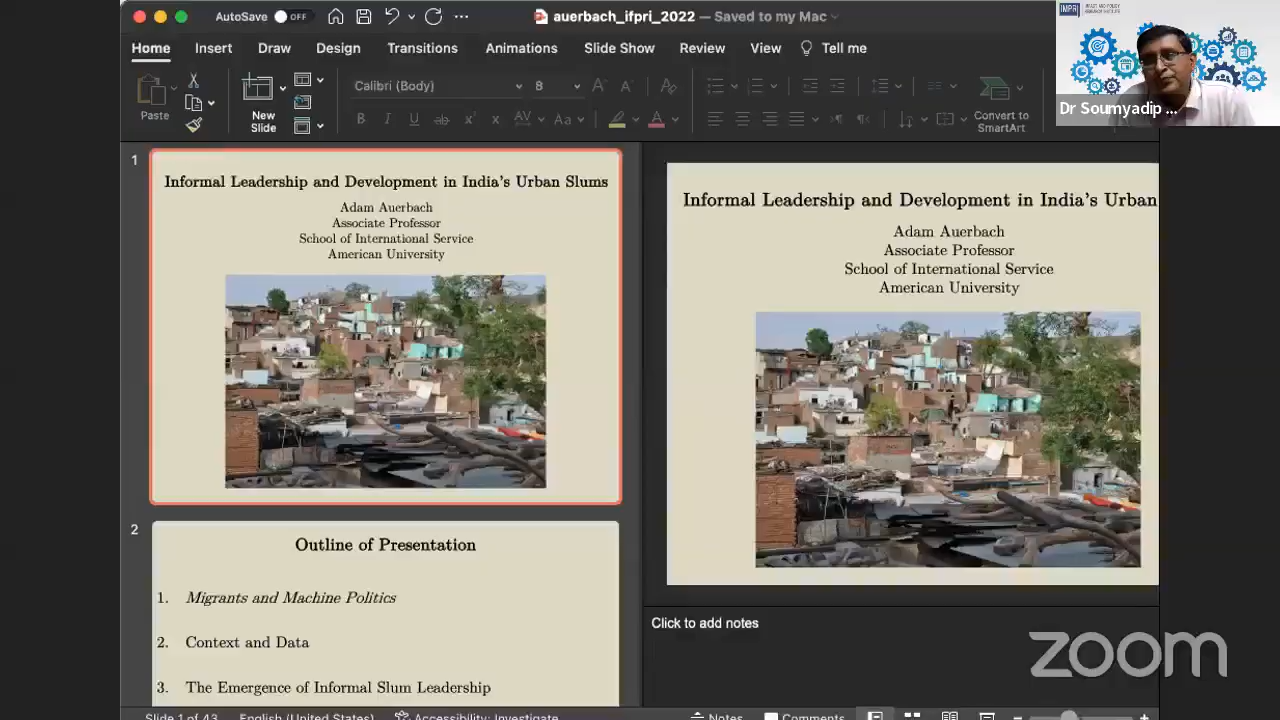 AutoSave OFF
auerbach_ifpri_2022 — Saved to my Mac
IMPRI
Home Insert Draw Design Transitions Animations Slide Show Review View Tell me
Paste
New
Slide
Calibri (Body) 8
B I U ab x x AV Aa A
Convert to
SmartArt
Dr Soumyadip ...
1
Informal Leadership and Development in India's Urban Slums
Adam Auerbach
Associate Professor
School of International Service
American University
2
Outline of Presentation
1. Migrants and Machine Politics
2. Context and Data
3. The Emergence of Informal Slum Leadership
Informal Leadership and Development in India's Urban
Adam Auerbach
Associate Professor
School of International Service
American University
Click to add notes
zoom
Slide 1 of 43 English (United States) Accessibility: Investigate Notes Comments